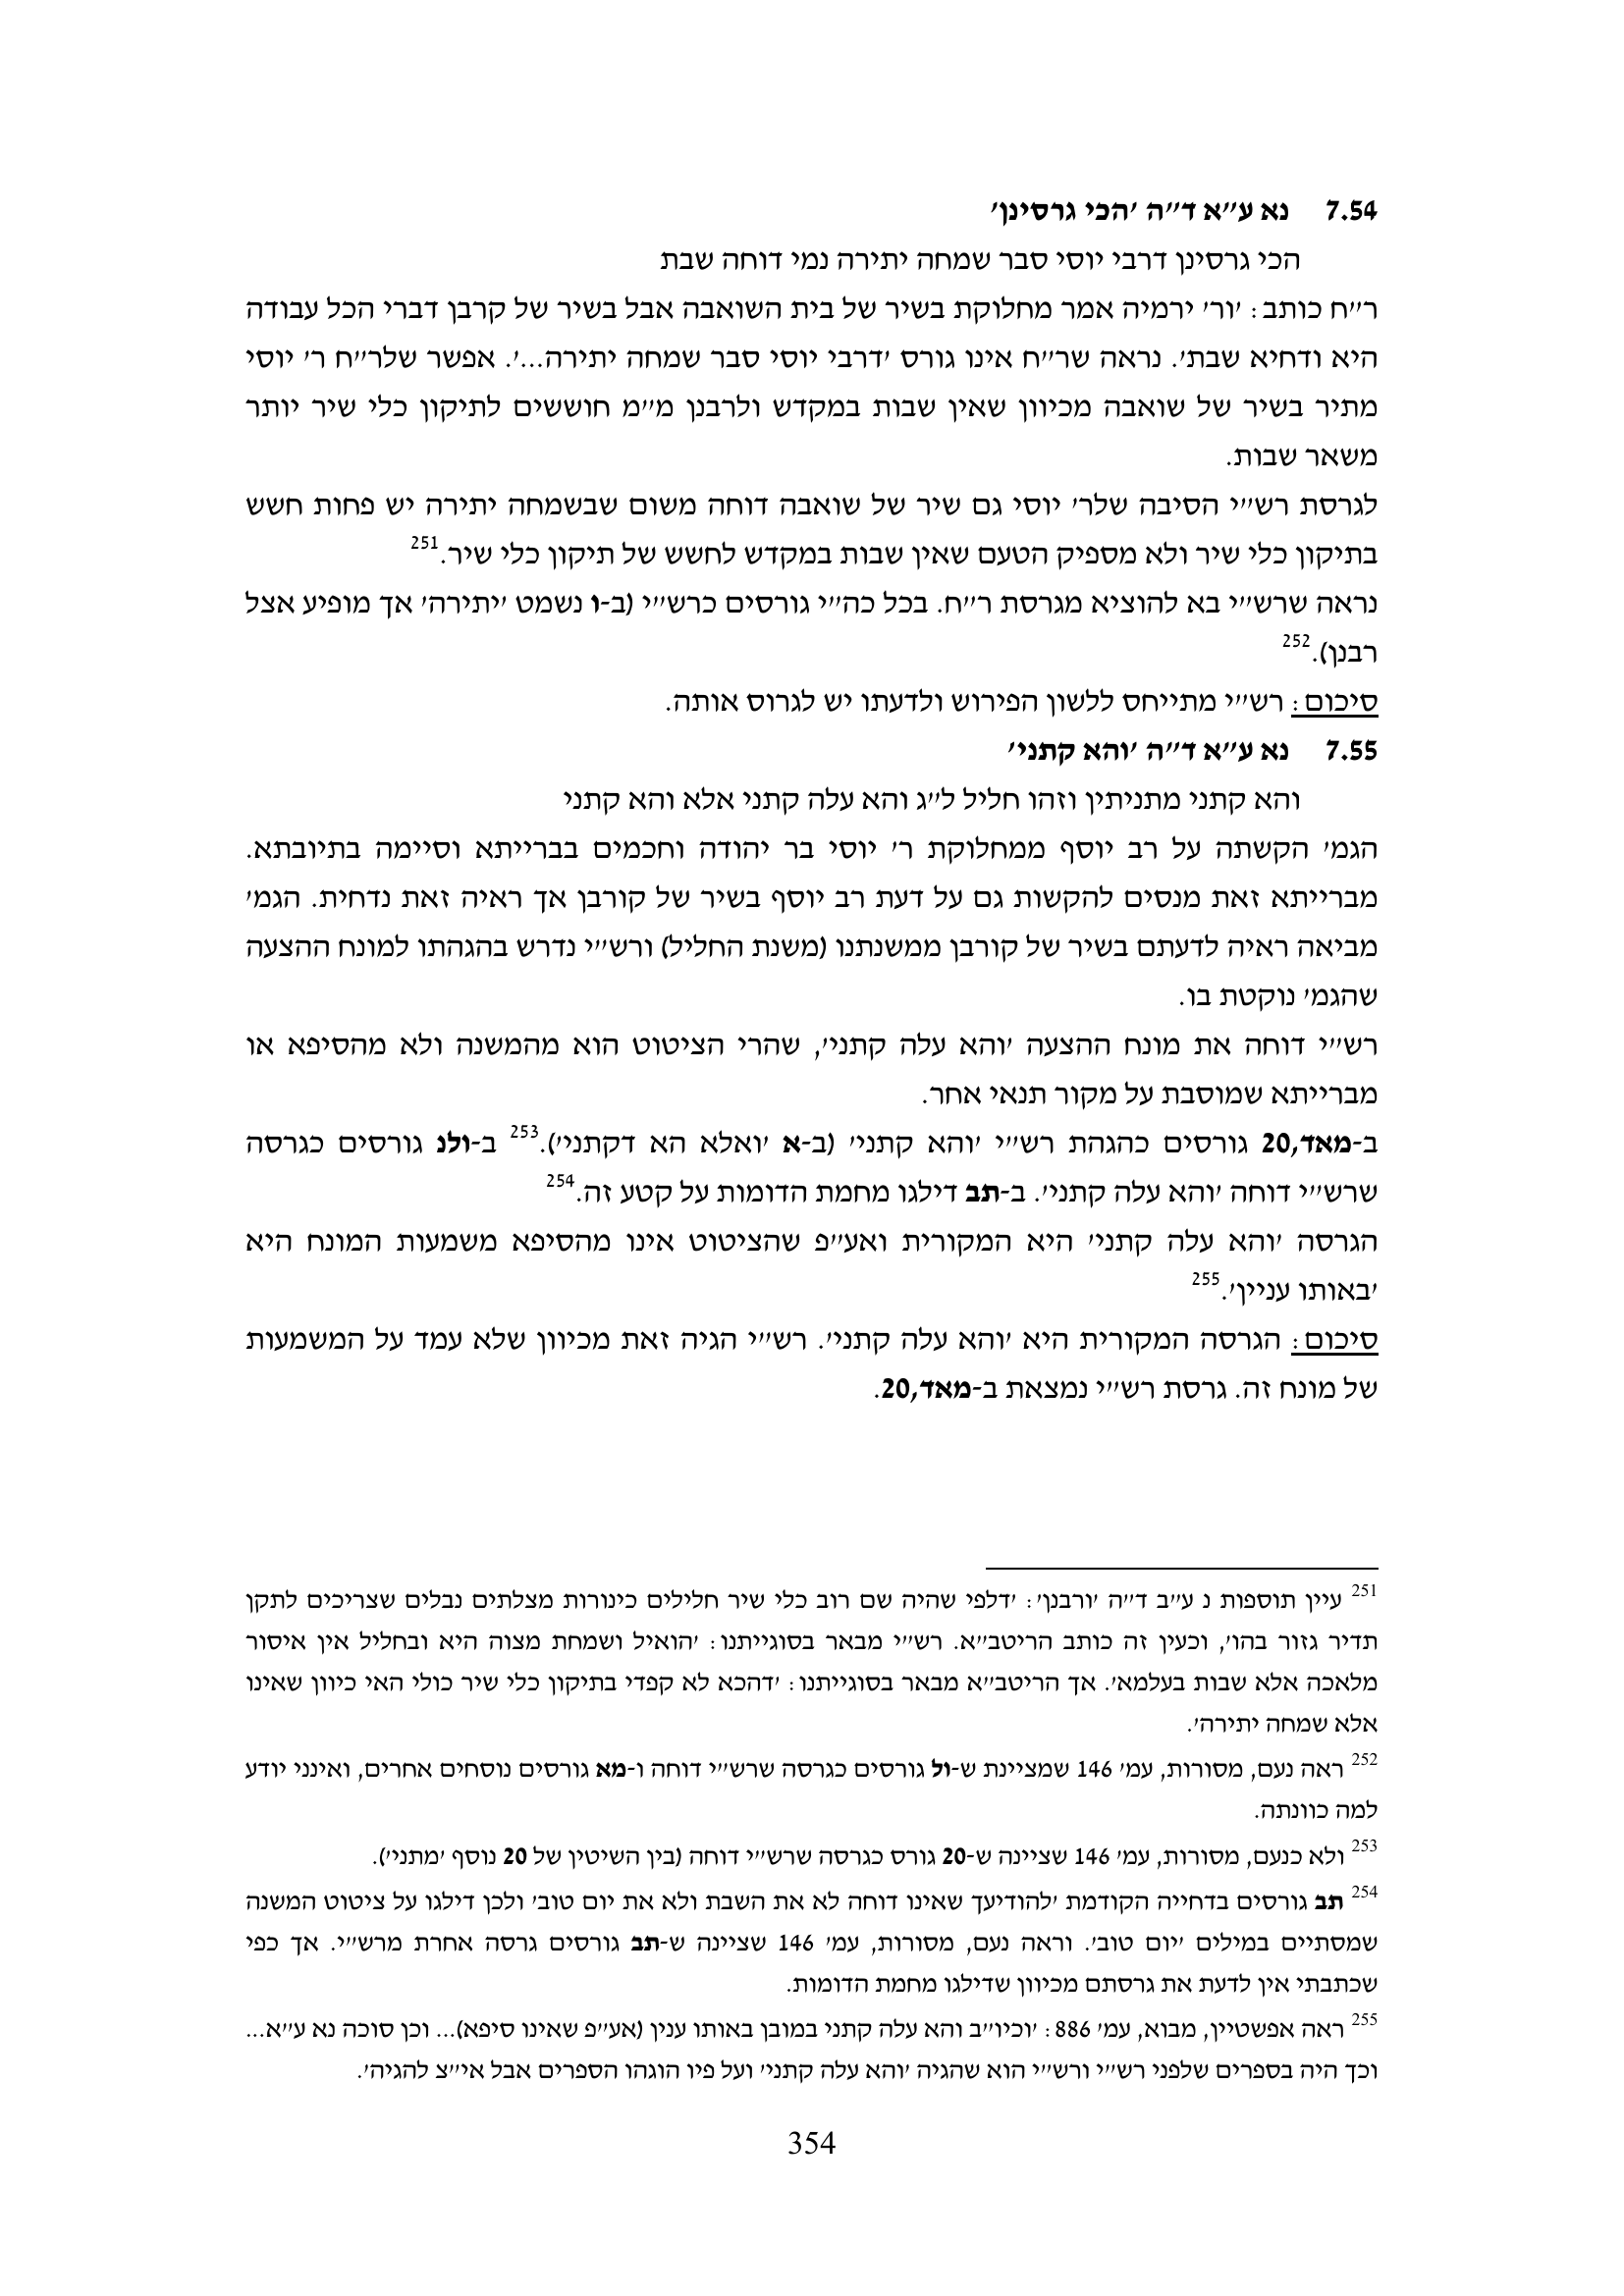 7.54 נא ע״א ד״ה ׳הכי גרסינן׳
הכי גרסינן דרבי יוסי סבר שמחה יתירה נמי דוחה שבת
ר״ח כותב: ׳ור׳ ירמיה אמר מחלוקת בשיר של בית השואבה אבל בשיר של קרבן דברי הכל עבודה
היא ודחיא שבת׳. נראה שר״ח אינו גורס ׳דרבי יוסי סבר שמחה יתירה...׳. אפשר שלר״ח ר׳ יוסי
מתיר בשיר של שואבה מכיוון שאין שבות במקדש ולרבנן מ״מ חוששים לתיקון כלי שיר יותר
משאר שבות.
לגרסת רש״י הסיבה שלר׳ יוסי גם שיר של שואבה דוחה משום שבשמחה יתירה יש פחות חשש
בתיקון כלי שיר ולא מספיק הטעם שאין שבות במקדש לחשש של תיקון כלי שיר.251
נראה שרש״י בא להוציא מגרסת ר״ח. בכל כה״י גורסים כרש״י (ב-ו נשמט ׳יתירה׳ אך מופיע אצל
רבנן).252
סיכום: רש״י מתייחס ללשון הפירוש ולדעתו יש לגרוס אותה.
7.55 נא ע״א ד״ה ׳והא קתני׳
והא קתני מתניתין וזהו חליל ל״ג והא עלה קתני אלא והא קתני
הגמ׳ הקשתה על רב יוסף ממחלוקת ר׳ יוסי בר יהודה וחכמים בברייתא וסיימה בתיובתא.
מברייתא זאת מנסים להקשות גם על דעת רב יוסף בשיר של קורבן אך ראיה זאת נדחית. הגמ׳
מביאה ראיה לדעתם בשיר של קורבן ממשנתנו (משנת החליל) ורש״י נדרש בהגהתו למונח ההצעה
שהגמ׳ נוקטת בו.
רש״י דוחה את מונח ההצעה ׳והא עלה קתני׳, שהרי הציטוט הוא מהמשנה ולא מהסיפא או
מברייתא שמוסבת על מקור תנאי אחר.
ב-מאד,20 גורסים כהגהת רש״י ׳והא קתני׳ (ב-א ׳ואלא הא דקתני׳).253 ב-ולנ גורסים כגרסה
שרש״י דוחה ׳והא עלה קתני׳. ב-תב דילגו מחמת הדומות על קטע זה.254
הגרסה ׳והא עלה קתני׳ היא המקורית ואע״פ שהציטוט אינו מהסיפא משמעות המונח היא
׳באותו עניין׳.255
סיכום: הגרסה המקורית היא ׳והא עלה קתני׳. רש״י הגיה זאת מכיוון שלא עמד על המשמעות
של מונח זה. גרסת רש״י נמצאת ב-מאד,20.
251 עיין תוספות נ ע״ב ד״ה ׳ורבנן׳: ׳דלפי שהיה שם רוב כלי שיר חלילים כינורות מצלתים נבלים שצריכים לתקן
תדיר גזור בהו׳, וכעין זה כותב הריטב״א. רש״י מבאר בסוגייתנו: ׳הואיל ושמחת מצוה היא ובחליל אין איסור
מלאכה אלא שבות בעלמא׳. אך הריטב״א מבאר בסוגייתנו: ׳דהכא לא קפדי בתיקון כלי שיר כולי האי כיוון שאינו
אלא שמחה יתירה׳.
252 ראה נעם, מסורות, עמ׳ 146 שמציינת ש-ול גורסים כגרסה שרש״י דוחה ו-מא גורסים נוסחים אחרים, ואינני יודע
למה כוונתה.
253 ולא כנעם, מסורות, עמ׳ 146 שציינה ש-20 גורס כגרסה שרש״י דוחה (בין השיטין של 20 נוסף ׳מתני׳).
254 תב גורסים בדחייה הקודמת ׳להודיעך שאינו דוחה לא את השבת ולא את יום טוב׳ ולכן דילגו על ציטוט המשנה
שמסתיים במילים ׳יום טוב׳. וראה נעם, מסורות, עמ׳ 146 שציינה ש-תב גורסים גרסה אחרת מרש״י. אך כפי
שכתבתי אין לדעת את גרסתם מכיוון שדילגו מחמת הדומות.
255 ראה אפשטיין, מבוא, עמ׳ 886: ׳וכיו״ב והא עלה קתני במובן באותו ענין (אע״פ שאינו סיפא)... וכן סוכה נא ע״א...
וכך היה בספרים שלפני רש״י ורש״י הוא שהגיה ׳והא עלה קתני׳ ועל פיו הוגהו הספרים אבל אי״צ להגיה׳.
354